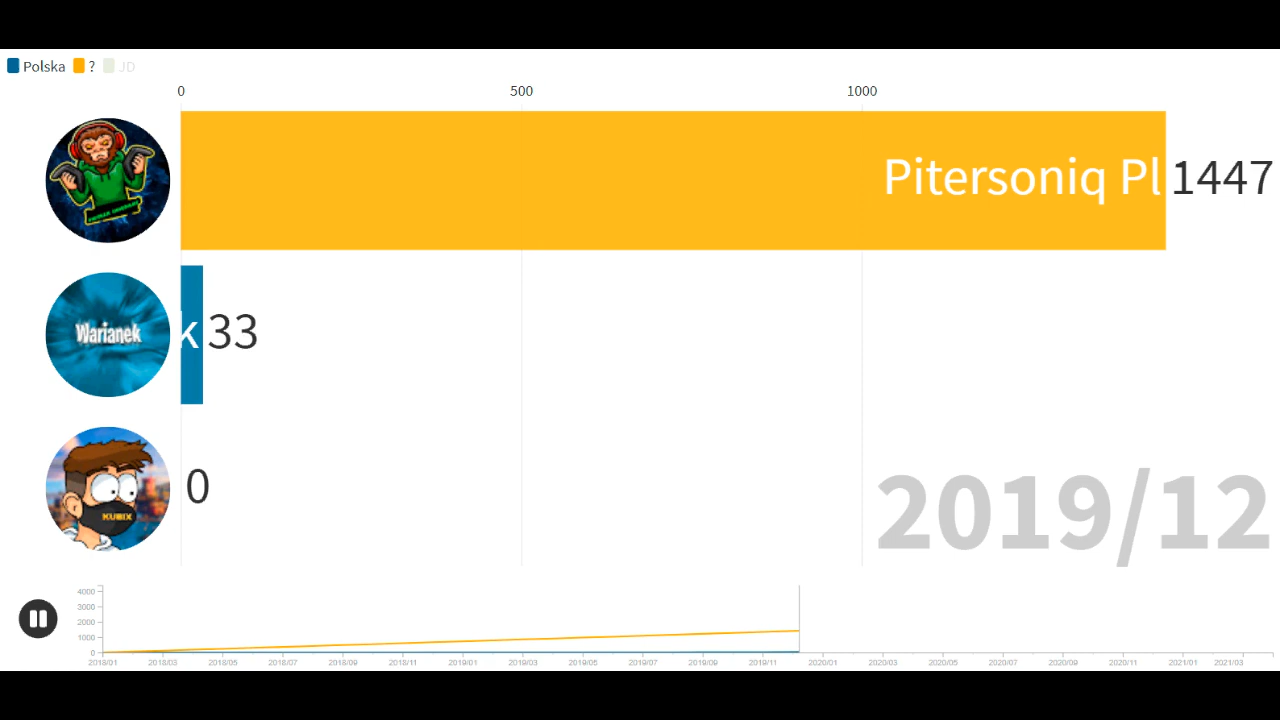 Polska ? JD
0 500 1000
Pitersoniq Pl 1447
Warianek k 33
KUBIX 0
2019/12
4000
3000
2000
1000
0
2018/01 2018/03 2018/05 2018/07 2018/09 2018/11 2019/01 2019/03 2019/05 2019/07 2019/09 2019/11 2020/01 2020/03 2020/05 2020/07 2020/09 2020/11 2021/01 2021/03